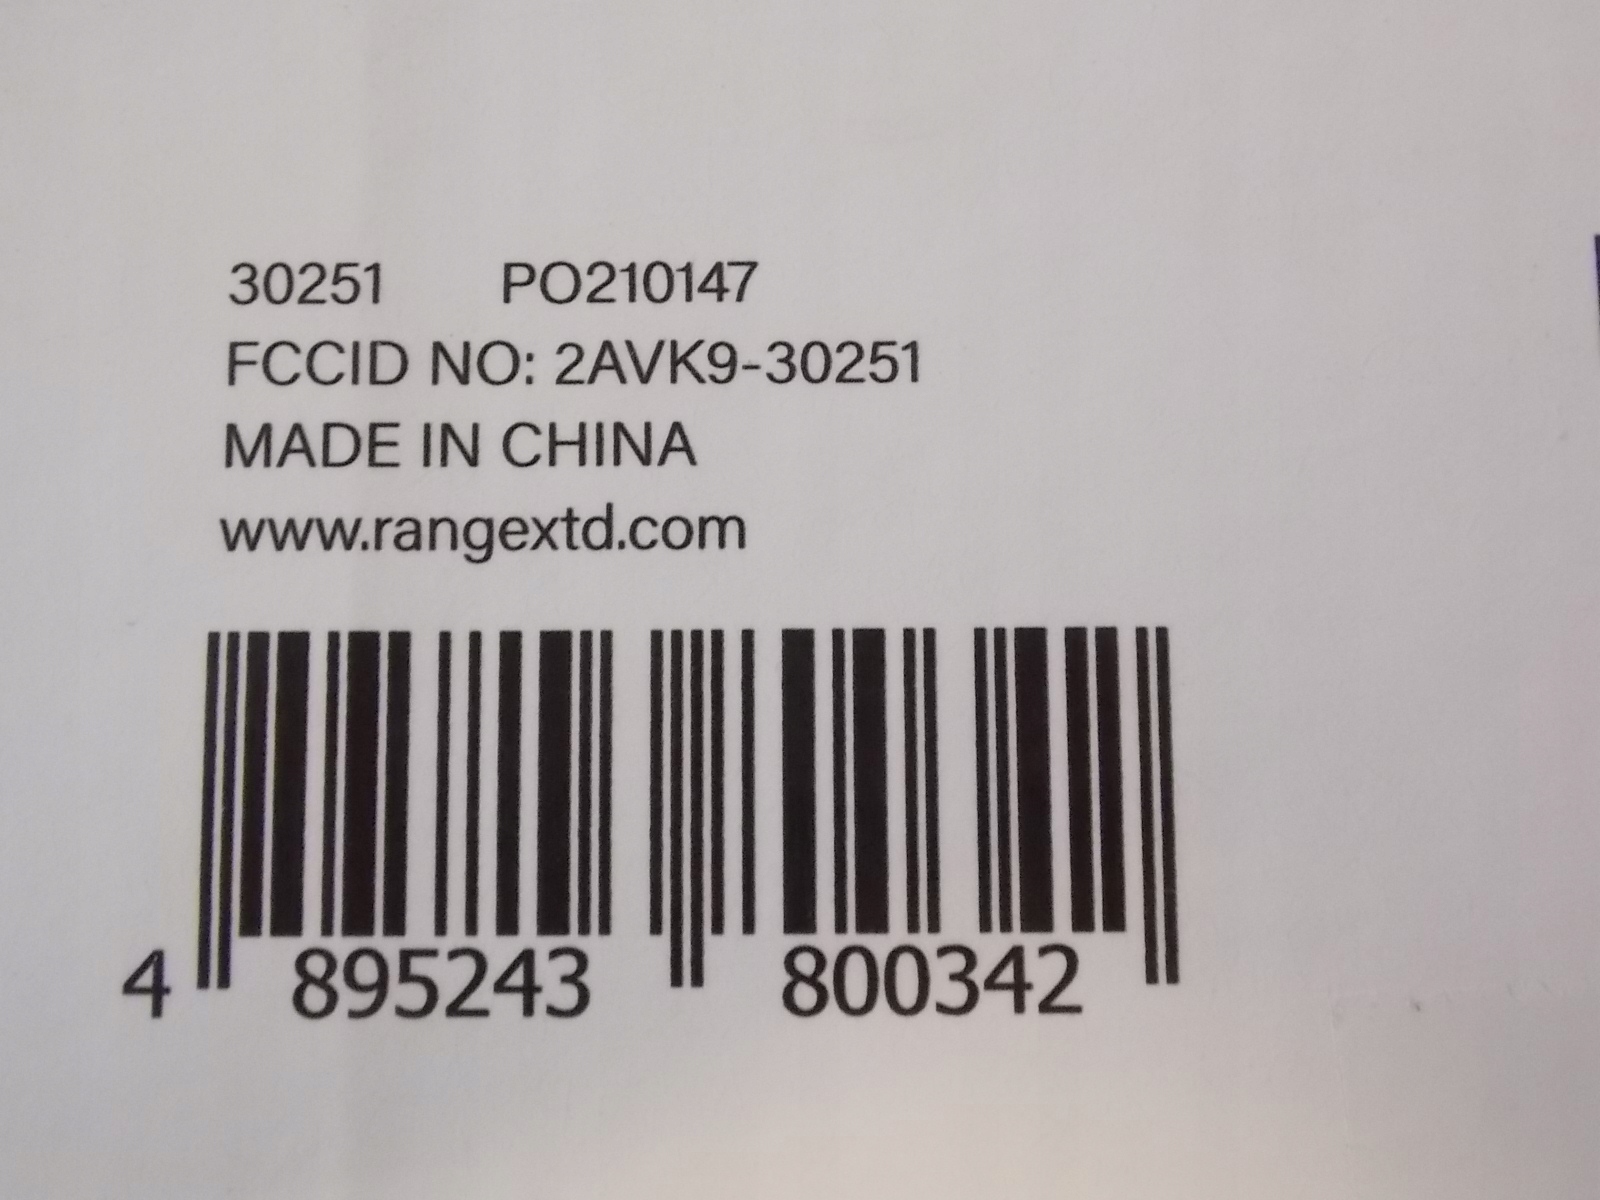 30251 PO210147
FCCID NO: 2AVK9-30251
MADE IN CHINA
www.rangextd.com
4 895243 800342